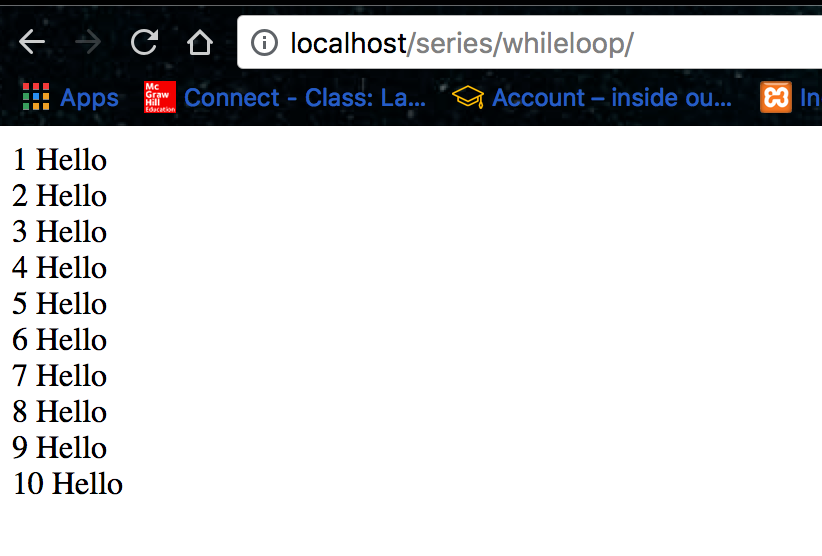 localhost/series/whileloop/
Apps Mc Graw Hill Education Connect - Class: La... Account – inside ou... In
1 Hello
2 Hello
3 Hello
4 Hello
5 Hello
6 Hello
7 Hello
8 Hello
9 Hello
10 Hello